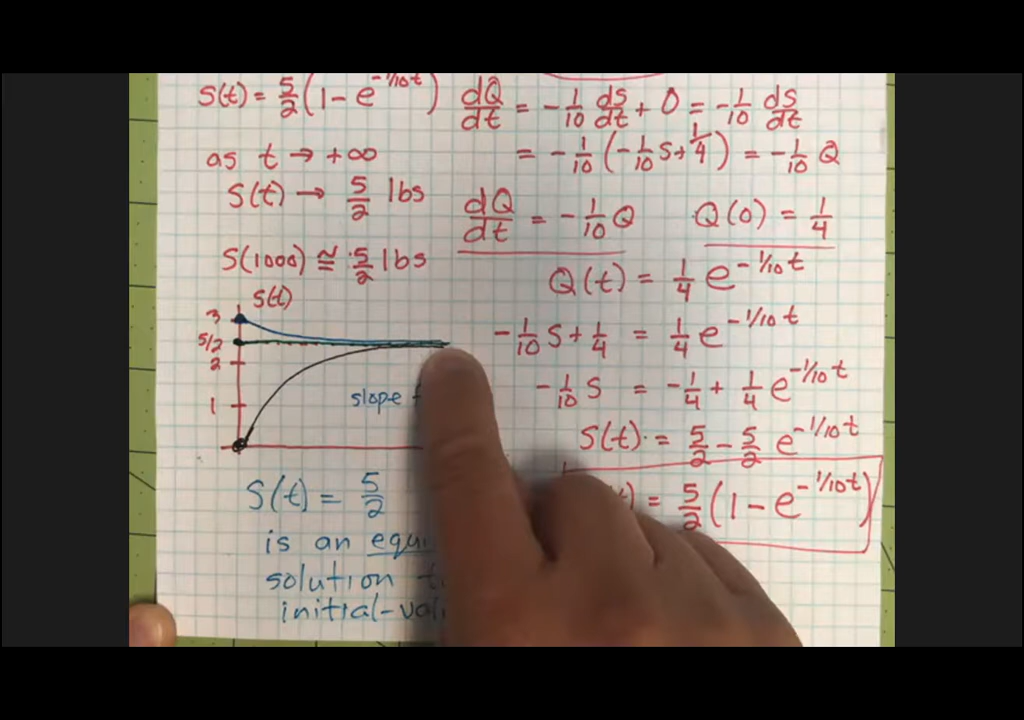 S(t) = 5/2 (1 - e^{-1/10 t})
as t → +∞
S(t) → 5/2 lbs
S(1000) ≅ 5/2 lbs
S(t)
3
5/2
2
1
slope
S(t) = 5/2
is an
solution
dQ/dt = -1/10 dS/dt + 0 = -1/10 dS/dt
= -1/10 (-1/10 S + 1/4) = -1/10 Q
dQ/dt = -1/10 Q Q(0) = 1/4
Q(t) = 1/4 e^{-1/10 t}
-1/10 S + 1/4 = 1/4 e^{-1/10 t}
-1/10 S = -1/4 + 1/4 e^{-1/10 t}
S(t) = 5/2 - 5/2 e^{-1/10 t}
) = 5/2 (1 - e^{-1/10 t})